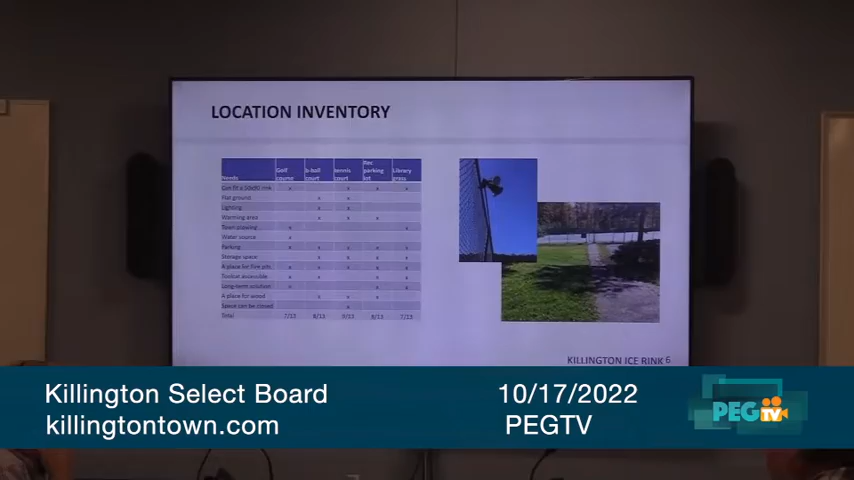 LOCATION INVENTORY
Needs Golf course b-ball court tennis court Rec parking lot Library area
Can fit a 50x90 rink x x x x
Flat ground x x
Lighting x x
Warming area x x x
Town plowing x x
Water source x
Parking x x x x x
Storage space x x x x
A place for fire pits x x x x x
Toolcat accessible x x x x
Long-term solution x x x
A place for wood x x x
Space can be closed x
Total 7/13 8/13 9/13 8/13 7/13
KILLINGTON ICE RINK 6
Killington Select Board
killingtontown.com
10/17/2022
PEGTV
PEG TV